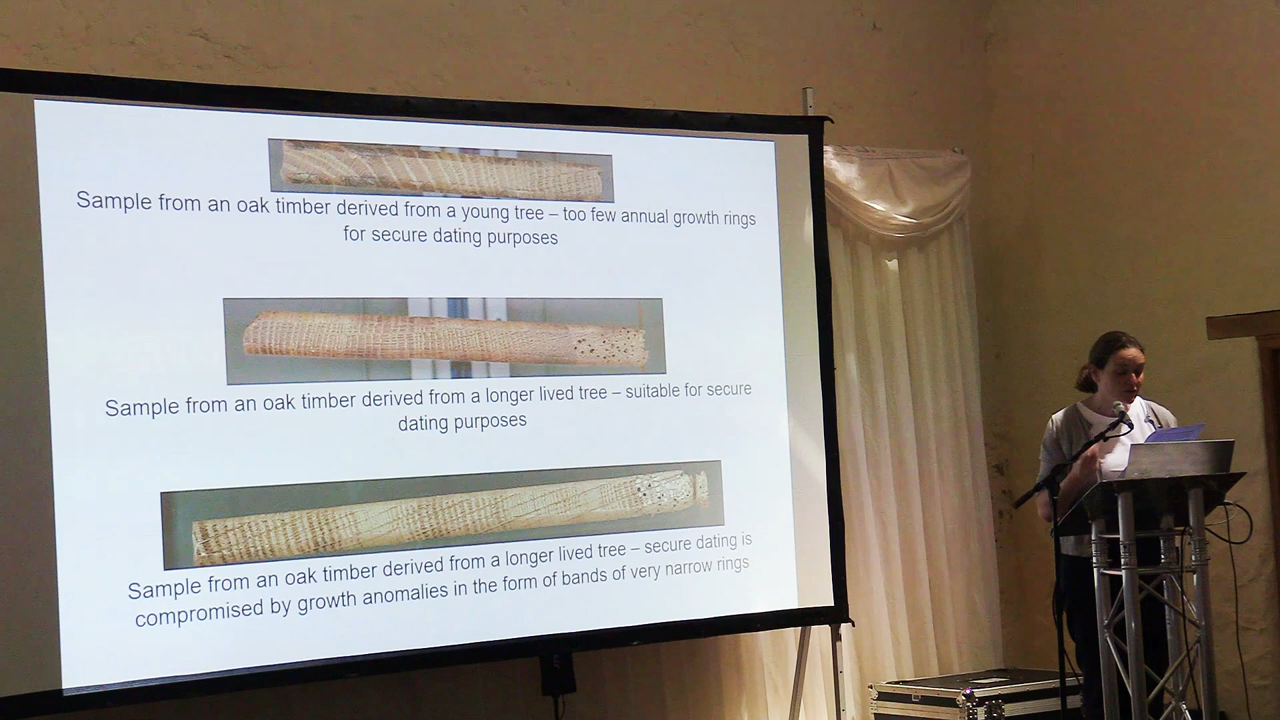 Sample from an oak timber derived from a young tree – too few annual growth rings
for secure dating purposes
Sample from an oak timber derived from a longer lived tree – suitable for secure
dating purposes
Sample from an oak timber derived from a longer lived tree – secure dating is
compromised by growth anomalies in the form of bands of very narrow rings